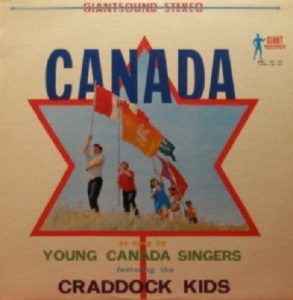 GIANTSOUND STEREO
CANADA
GIANT
RECORDS
as sung by
YOUNG CANADA SINGERS
featuring the
CRADDOCK KIDS